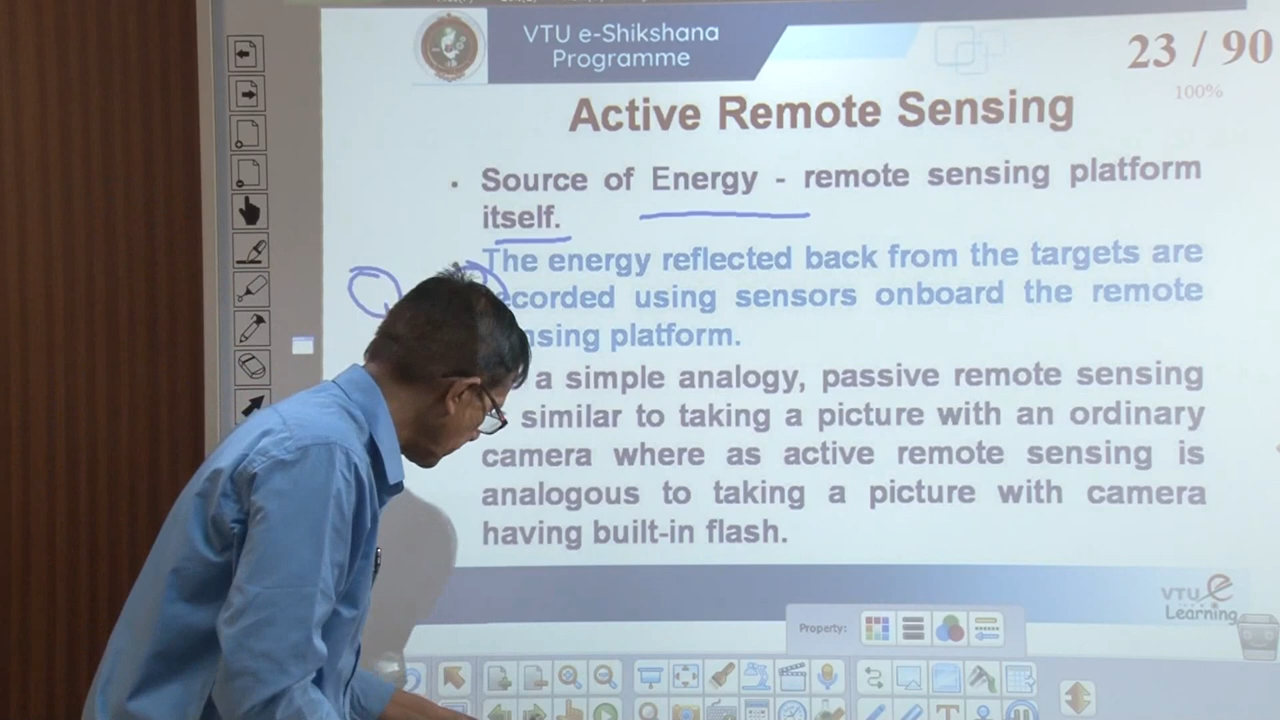 VTU e-Shikshana
Programme
23 / 90
100%
Active Remote Sensing
. Source of Energy - remote sensing platform
itself.
The energy reflected back from the targets are
ecorded using sensors onboard the remote
nsing platform.
a simple analogy, passive remote sensing
similar to taking a picture with an ordinary
camera where as active remote sensing is
analogous to taking a picture with camera
having built-in flash.
VTU e
Learning
Property: